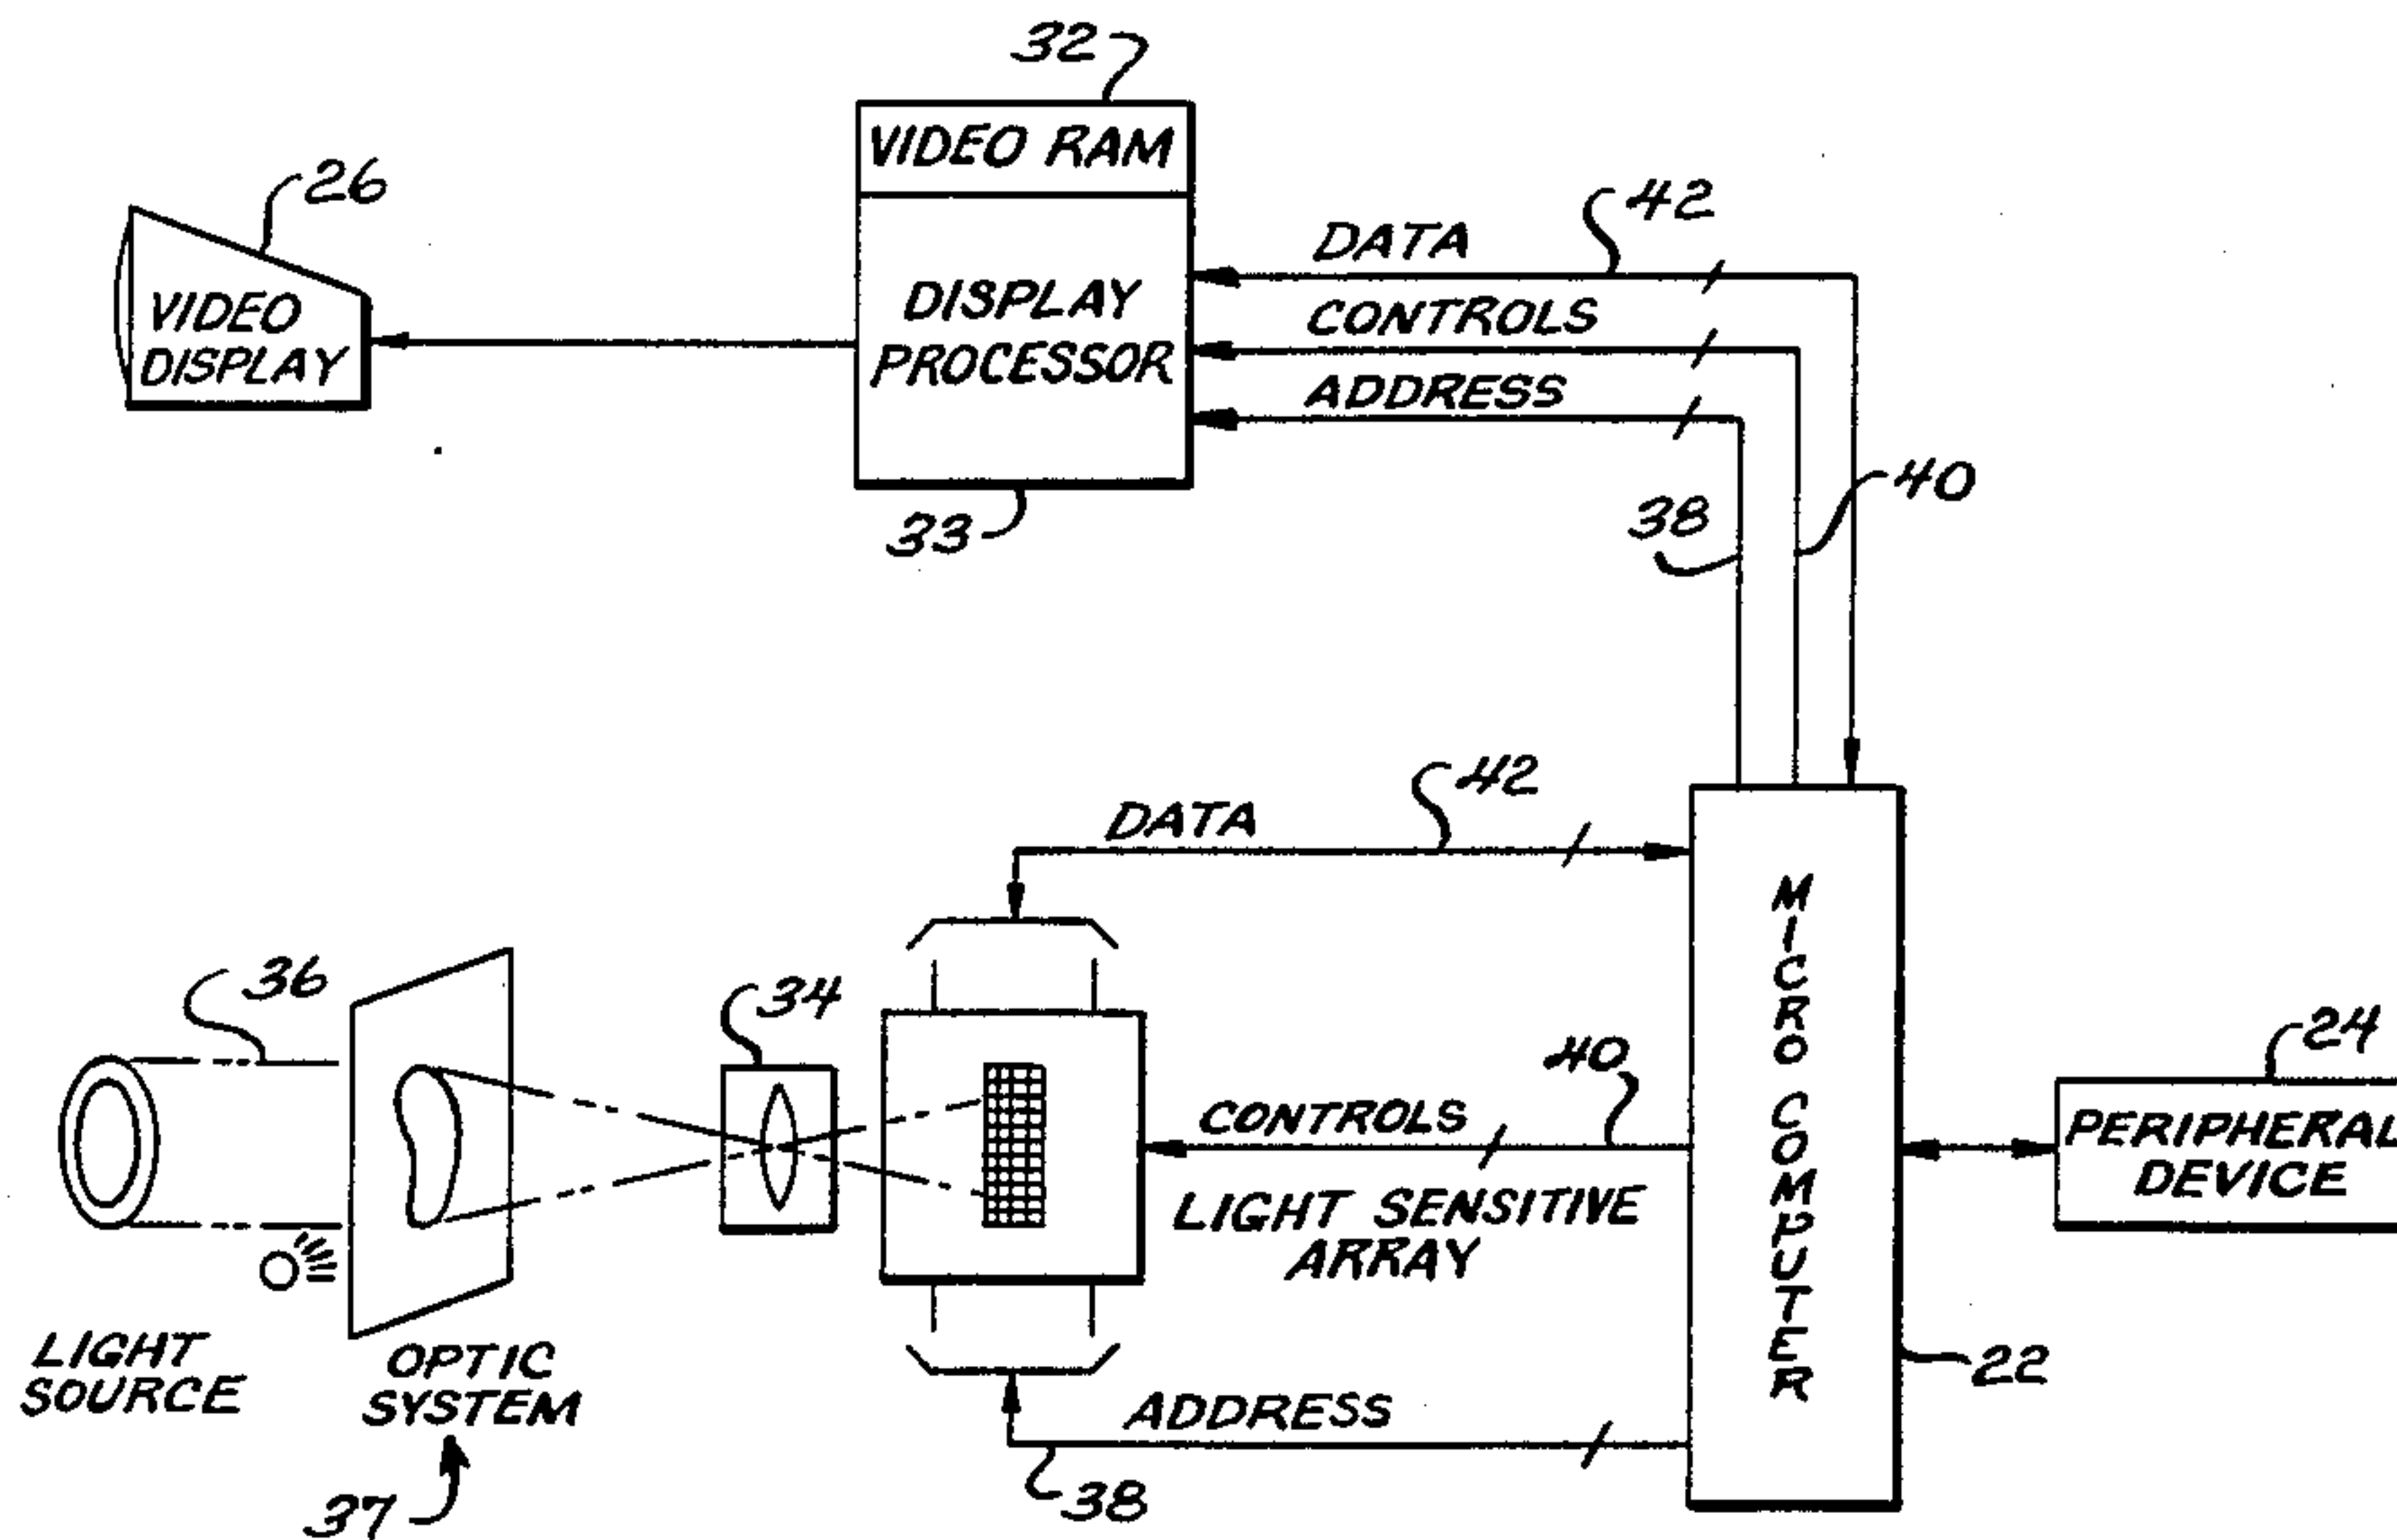 32
VIDEO RAM
26
42
DATA
VIDEO
DISPLAY
DISPLAY
PROCESSOR
CONTROLS
ADDRESS
40
38
33
42
DATA
MICRO COMPUTER
36
34
24
40
CONTROLS
PERIPHERAL
DEVICE
LIGHT SENSITIVE
ARRAY
LIGHT
SOURCE
OPTIC
SYSTEM
22
ADDRESS
38
37